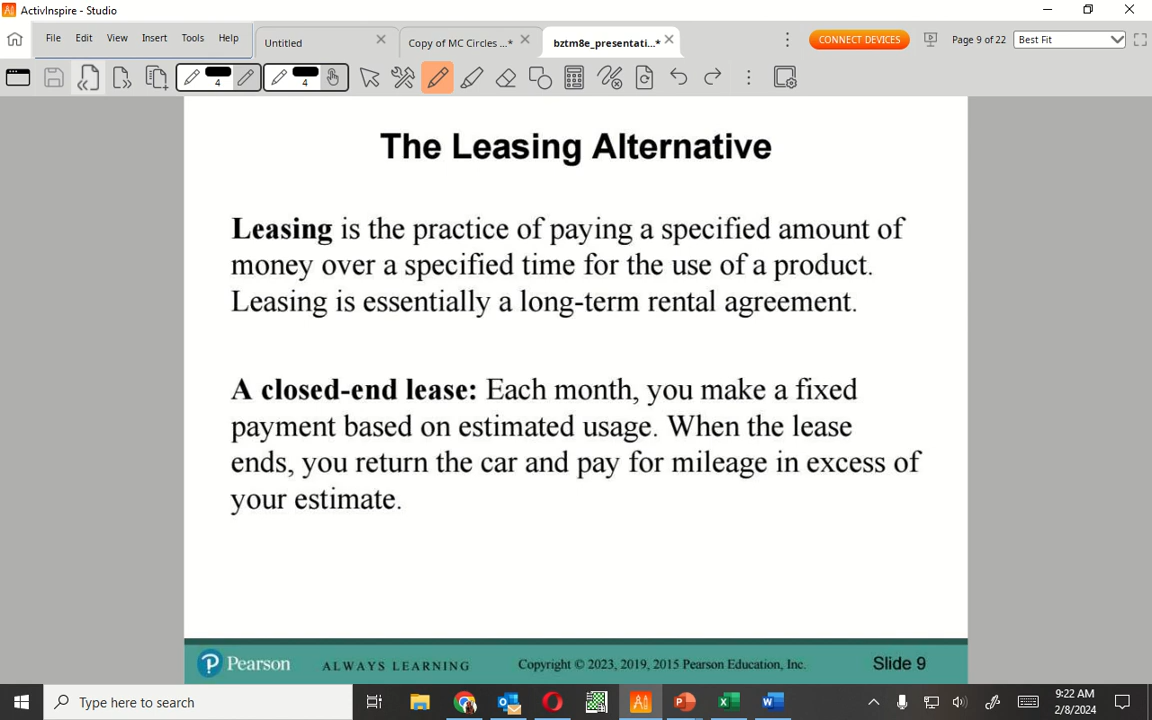 ActivInspire - Studio
File Edit View Insert Tools Help
Untitled
Copy of MC Circles ...*
bztm8e_presentati...*
CONNECT DEVICES
Page 9 of 22
Best Fit
4
4
The Leasing Alternative
Leasing is the practice of paying a specified amount of
money over a specified time for the use of a product.
Leasing is essentially a long-term rental agreement.
A closed-end lease: Each month, you make a fixed
payment based on estimated usage. When the lease
ends, you return the car and pay for mileage in excess of
your estimate.
Pearson
ALWAYS LEARNING
Copyright © 2023, 2019, 2015 Pearson Education, Inc.
Slide 9
Type here to search
9:22 AM
2/8/2024